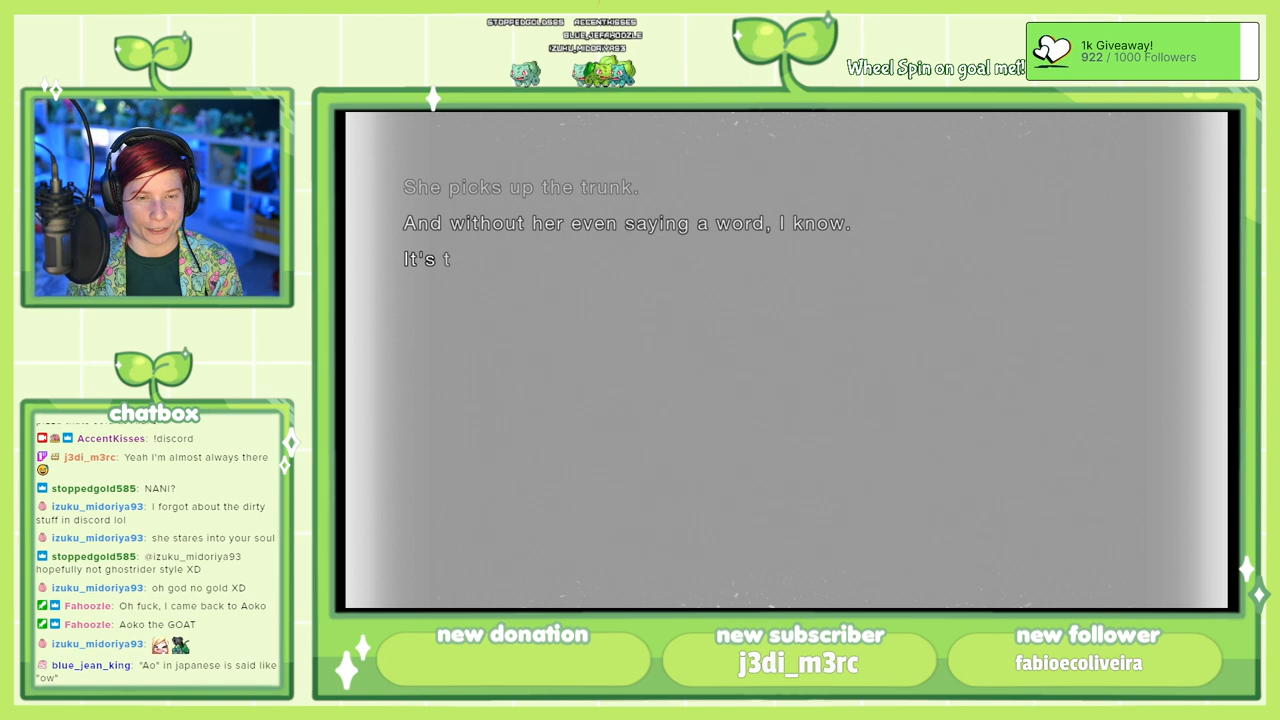 STOPPEDGOLD585 ACCENTKISSES
BLUE_JEAN_KING
IZUKU_MIDORIYA93
Wheel Spin on goal met!
1k Giveaway!
922 / 1000 Followers
She picks up the trunk.
And without her even saying a word, I know.
It's t
chatbox
AccentKisses: !discord
j3di_m3rc: Yeah I'm almost always there
stoppedgold585: NANI?
izuku_midoriya93: I forgot about the dirty
stuff in discord lol
izuku_midoriya93: she stares into your soul
stoppedgold585: @izuku_midoriya93
hopefully not ghostrider style XD
izuku_midoriya93: oh god no gold XD
Fahoozle: Oh fuck, I came back to Aoko
Fahoozle: Aoko the GOAT
izuku_midoriya93:
blue_jean_king: "Ao" in japanese is said like
"ow"
new donation
new subscriber
j3di_m3rc
new follower
fabioecoliveira